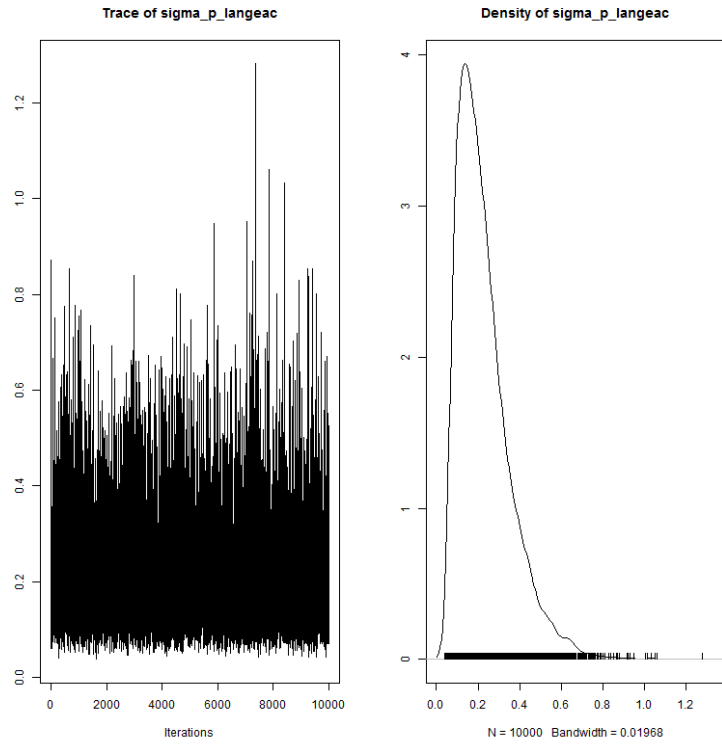 Trace of sigma_p_langeac
1.2
1.0
0.8
0.6
0.4
0.2
0.0
0 2000 4000 6000 8000 10000
Iterations
Density of sigma_p_langeac
4
3
2
1
0
0.0 0.2 0.4 0.6 0.8 1.0 1.2
N = 10000 Bandwidth = 0.01968